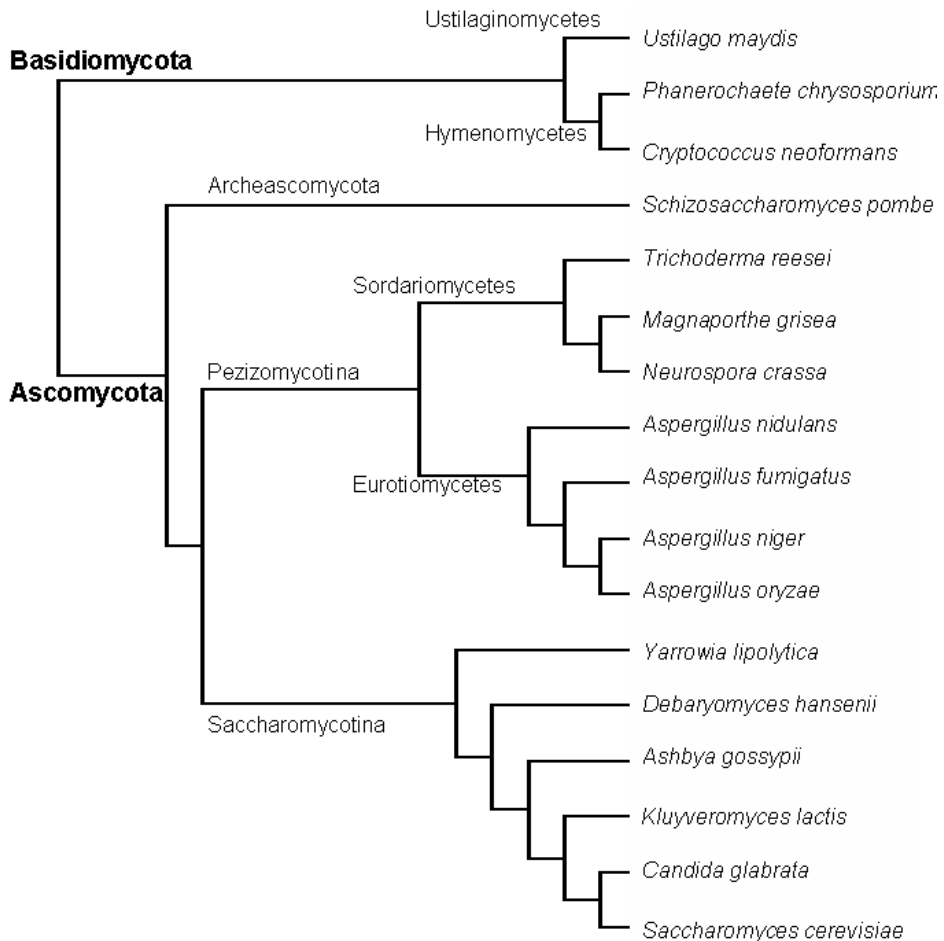 Ustilaginomycetes
Ustilago maydis
Basidiomycota
Phanerochaete chrysosporium
Hymenomycetes
Cryptococcus neoformans
Archeascomycota
Schizosaccharomyces pombe
Trichoderma reesei
Sordariomycetes
Magnaporthe grisea
Pezizomycotina
Neurospora crassa
Ascomycota
Aspergillus nidulans
Aspergillus fumigatus
Eurotiomycetes
Aspergillus niger
Aspergillus oryzae
Yarrowia lipolytica
Debaryomyces hansenii
Saccharomycotina
Ashbya gossypii
Kluyveromyces lactis
Candida glabrata
Saccharomyces cerevisiae